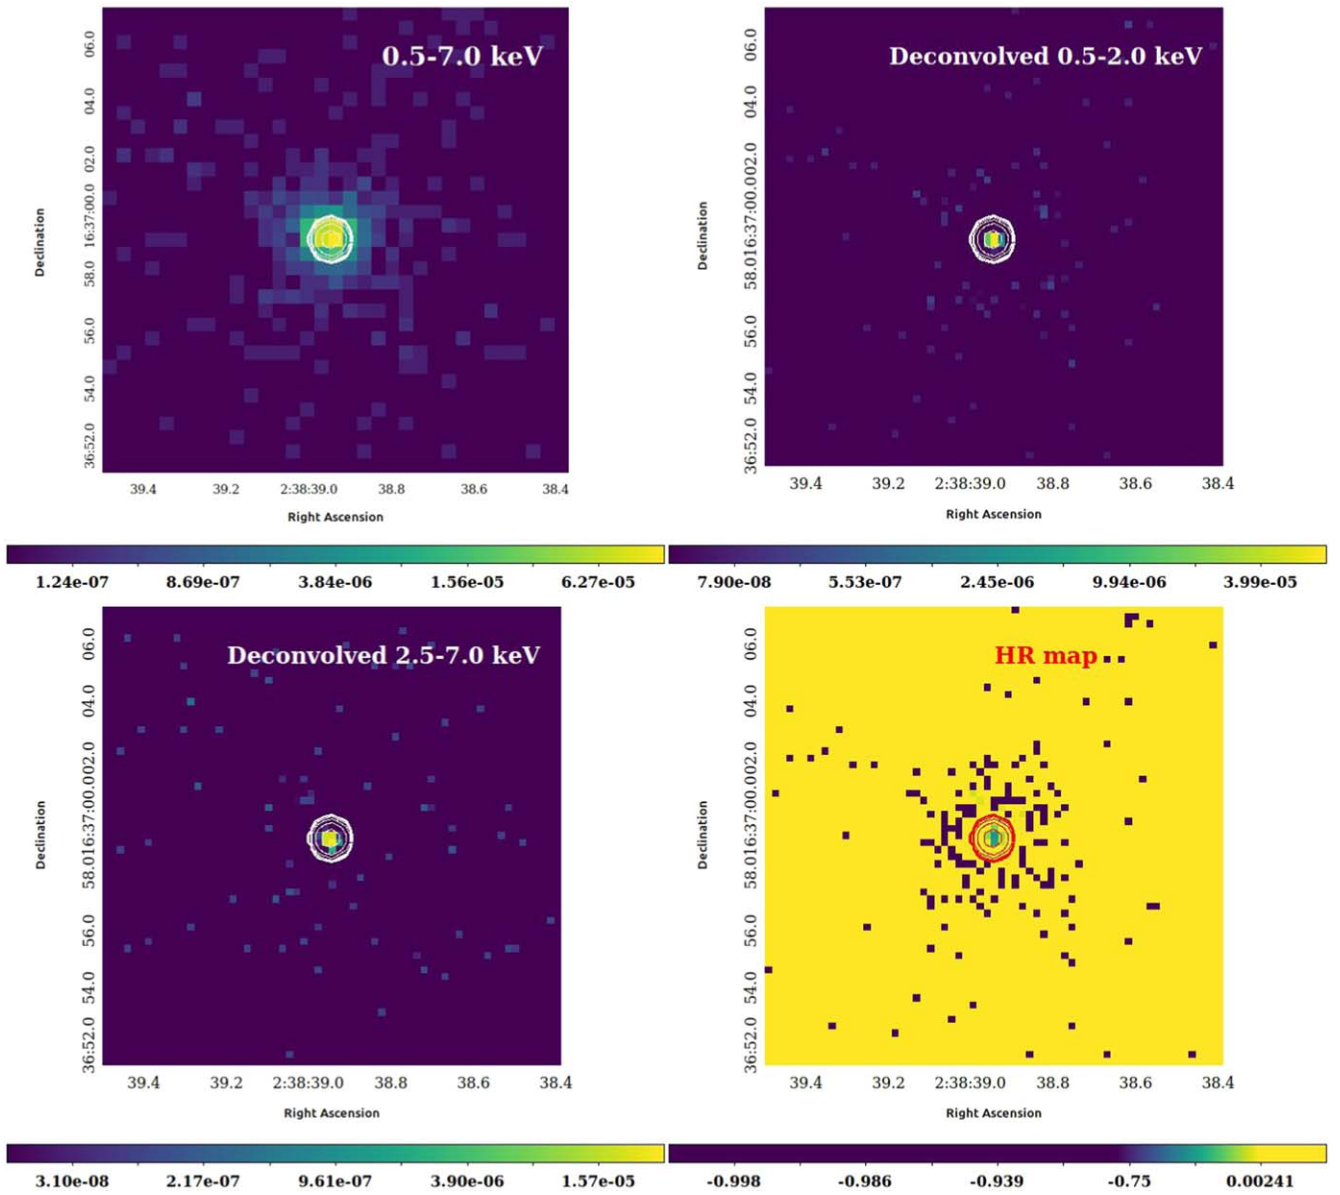 0.5-7.0 keV
06.0
04.0
02.0
16:37:00.0
58.0
56.0
54.0
36:52.0
Declination
39.4 39.2 2:38:39.0 38.8 38.6 38.4
Right Ascension
1.24e-07 8.69e-07 3.84e-06 1.56e-05 6.27e-05
Deconvolved 0.5-2.0 keV
06.0
04.0
58.016:37:00.002.0
56.0
54.0
36:52.0
Declination
39.4 39.2 2:38:39.0 38.8 38.6 38.4
Right Ascension
7.90e-08 5.53e-07 2.45e-06 9.94e-06 3.99e-05
Deconvolved 2.5-7.0 keV
06.0
04.0
58.016:37:00.002.0
56.0
54.0
36:52.0
Declination
39.4 39.2 2:38:39.0 38.8 38.6 38.4
Right Ascension
3.10e-08 2.17e-07 9.61e-07 3.90e-06 1.57e-05
HR map
06.0
04.0
58.016:37:00.002.0
56.0
54.0
36:52.0
Declination
39.4 39.2 2:38:39.0 38.8 38.6 38.4
Right Ascension
-0.998 -0.986 -0.939 -0.75 0.00241